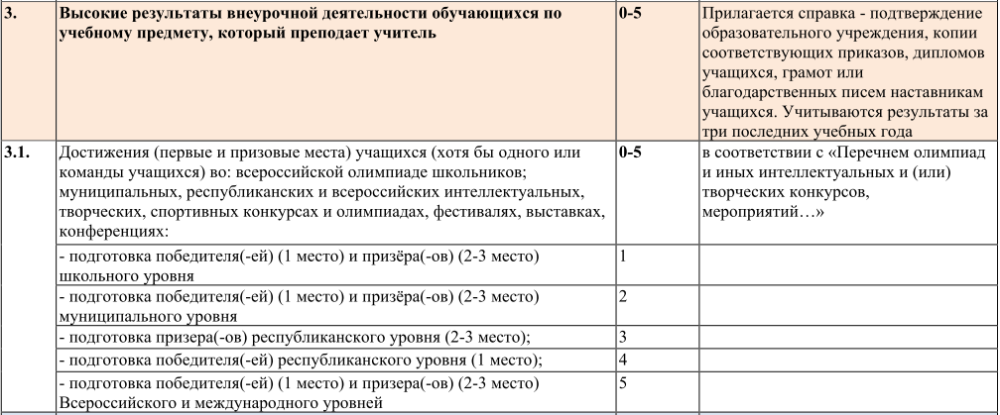 3.
Высокие результаты внеурочной деятельности обучающихся по
учебному предмету, который преподает учитель
0-5
Прилагается справка - подтверждение
образовательного учреждения, копии
соответствующих приказов, дипломов
учащихся, грамот или
благодарственных писем наставникам
учащихся. Учитываются результаты за
три последних учебных года
3.1.
Достижения (первые и призовые места) учащихся (хотя бы одного или
команды учащихся) во: всероссийской олимпиаде школьников;
муниципальных, республиканских и всероссийских интеллектуальных,
творческих, спортивных конкурсах и олимпиадах, фестивалях, выставках,
конференциях:
0-5
в соответствии с «Перечнем олимпиад
и иных интеллектуальных и (или)
творческих конкурсов,
мероприятий…»
- подготовка победителя(-ей) (1 место) и призёра(-ов) (2-3 место)
школьного уровня
1
- подготовка победителя(-ей) (1 место) и призёра(-ов) (2-3 место)
муниципального уровня
2
- подготовка призера(-ов) республиканского уровня (2-3 место);
3
- подготовка победителя(-ей) республиканского уровня (1 место);
4
- подготовка победителя(-ей) (1 место) и призера(-ов) (2-3 место)
Всероссийского и международного уровней
5